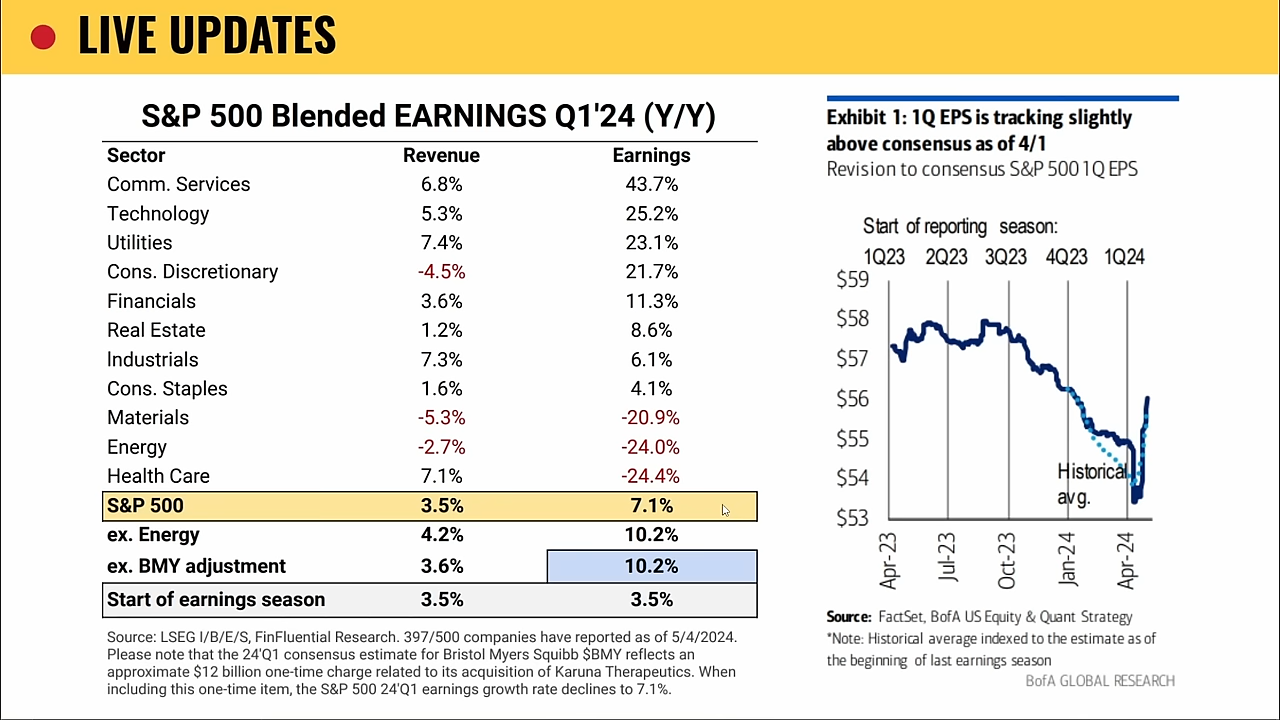 LIVE UPDATES
S&P 500 Blended EARNINGS Q1'24 (Y/Y)
Sector Revenue Earnings
Comm. Services 6.8% 43.7%
Technology 5.3% 25.2%
Utilities 7.4% 23.1%
Cons. Discretionary -4.5% 21.7%
Financials 3.6% 11.3%
Real Estate 1.2% 8.6%
Industrials 7.3% 6.1%
Cons. Staples 1.6% 4.1%
Materials -5.3% -20.9%
Energy -2.7% -24.0%
Health Care 7.1% -24.4%
S&P 500 3.5% 7.1%
ex. Energy 4.2% 10.2%
ex. BMY adjustment 3.6% 10.2%
Start of earnings season 3.5% 3.5%
Source: LSEG I/B/E/S, FinFluential Research. 397/500 companies have reported as of 5/4/2024.
Please note that the 24'Q1 consensus estimate for Bristol Myers Squibb $BMY reflects an
approximate $12 billion one-time charge related to its acquisition of Karuna Therapeutics. When
including this one-time item, the S&P 500 24'Q1 earnings growth rate declines to 7.1%.
Exhibit 1: 1Q EPS is tracking slightly
above consensus as of 4/1
Revision to consensus S&P 500 1Q EPS
Start of reporting season:
1Q23 2Q23 3Q23 4Q23 1Q24
$59
$58
$57
$56
$55
$54
$53
Historical
avg.
Apr-23 Jul-23 Oct-23 Jan-24 Apr-24
Source: FactSet, BofA US Equity & Quant Strategy
*Note: Historical average indexed to the estimate as of
the beginning of last earnings season
BofA GLOBAL RESEARCH